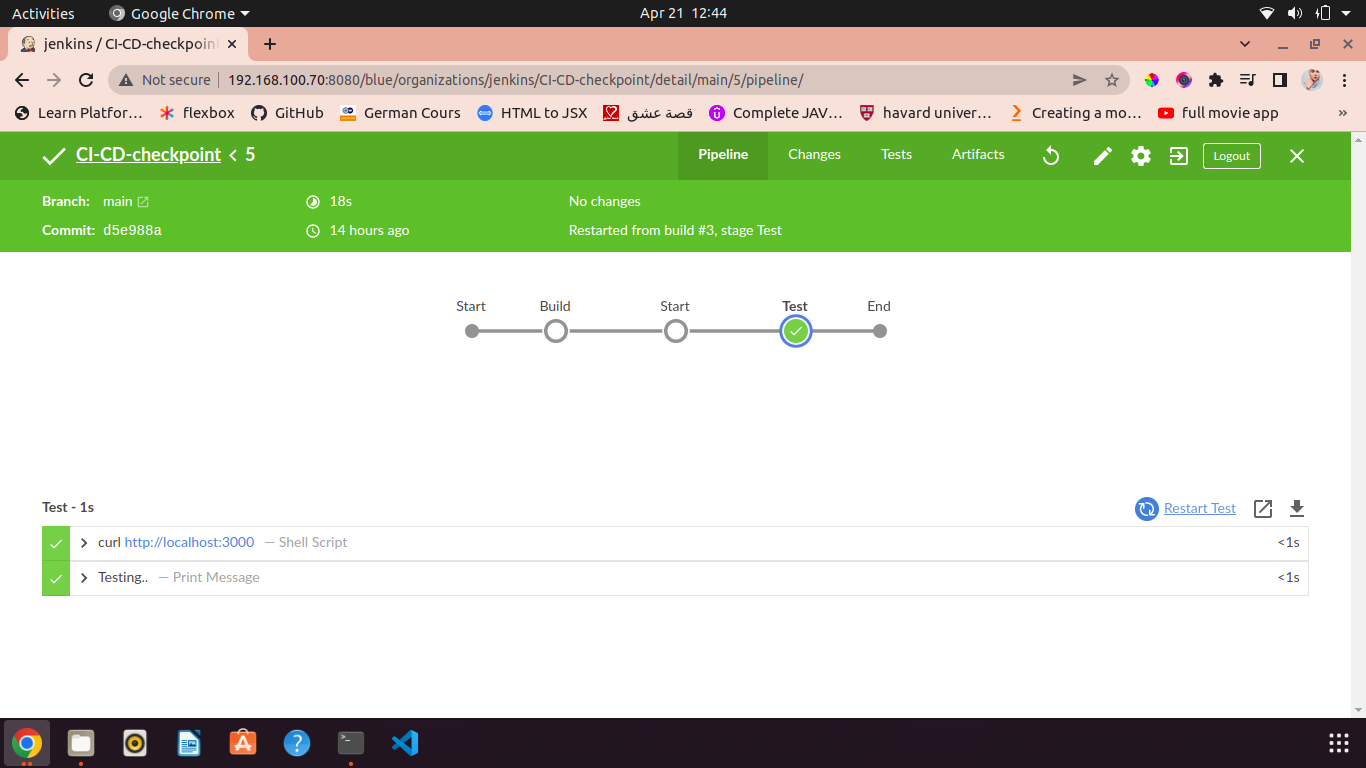 Activities Google Chrome Apr 21 12:44
jenkins / CI-CD-checkpoint
Not secure 192.168.100.70:8080/blue/organizations/jenkins/CI-CD-checkpoint/detail/main/5/pipeline/
Learn Platfor… flexbox GitHub German Cours HTML to JSX قصة عشق Complete JAV… havard univer… Creating a mo… full movie app »
CI-CD-checkpoint < 5 Pipeline Changes Tests Artifacts Logout
Branch: main 18s No changes
Commit: d5e988a 14 hours ago Restarted from build #3, stage Test
Start Build Start Test End
Test - 1s Restart Test
curl http://localhost:3000 — Shell Script <1s
Testing.. — Print Message <1s